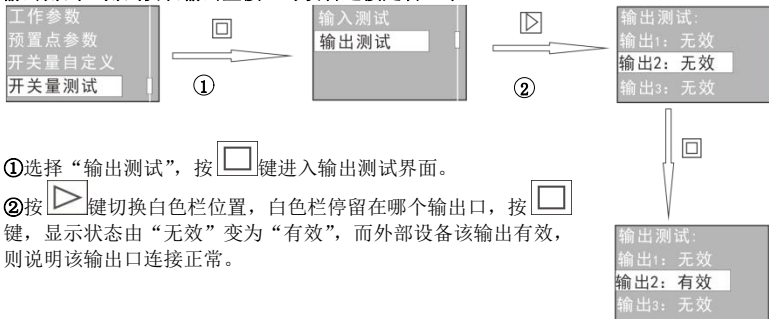 工作参数
预置点参数
开关量自定义
开关量测试
①
输入测试
输出测试
②
输出测试:
输出1：无效
输出2：无效
输出3：无效
①选择“输出测试”，按键进入输出测试界面。
②按键切换白色栏位置，白色栏停留在哪个输出口，按
键，显示状态由“无效”变为“有效”，而外部设备该输出有效，
则说明该输出口连接正常。
输出测试:
输出1：无效
输出2：有效
输出3：无效